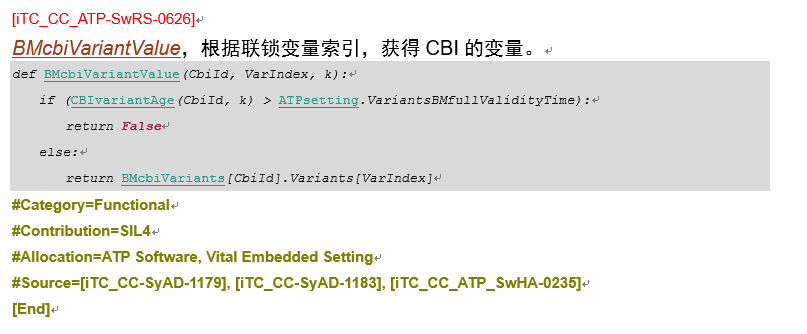 [iTC_CC_ATP-SwRS-0626]
BMcbiVariantValue，根据联锁变量索引，获得 CBI 的变量。
def BMcbiVariantValue(CbiId, VarIndex, k):
if (CBIvariantAge(CbiId, k) > ATPsetting.VariantsBMfullValidityTime):
return False
else:
return BMcbiVariants[CbiId].Variants[VarIndex]
#Category=Functional
#Contribution=SIL4
#Allocation=ATP Software, Vital Embedded Setting
#Source=[iTC_CC-SyAD-1179], [iTC_CC-SyAD-1183], [iTC_CC_ATP_SwHA-0235]
[End]